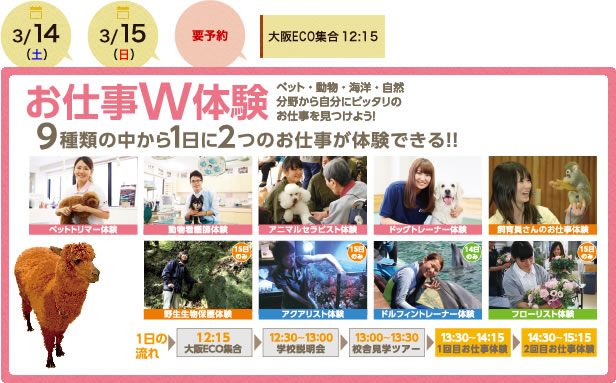 3/14
(土)
3/15
(日)
要予約
大阪ECO集合 12:15
お仕事W体験
ペット・動物・海洋・自然
分野から自分にピッタリの
お仕事を見つけよう!
9種類の中から1日に2つのお仕事が体験できる!!
ペットトリマー体験
動物看護師体験
アニマルセラピスト体験
ドッグトレーナー体験
飼育員さんのお仕事体験
15日のみ
野生生物保護体験
15日のみ
アクアリスト体験
14日のみ
ドルフィントレーナー体験
15日のみ
フローリスト体験
1日の
流れ
12:15
大阪ECO集合
12:30~13:00
学校説明会
13:00~13:30
校舎見学ツアー
13:30~14:15
1回目お仕事体験
14:30~15:15
2回目お仕事体験